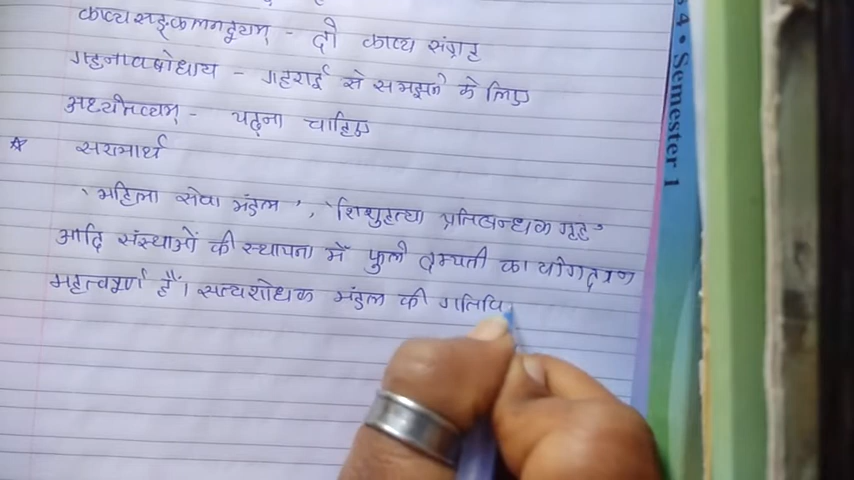 काव्यसङ्कलनद्वयम् - दो काव्य संग्रह
गहनावबोधाय - गहराई से समझने के लिए
अध्येतव्यम् - पढ़ना चाहिए
सरलार्थ
'महिला सेवा मंडल', 'शिशुहत्या प्रतिबन्धक गृह'
आदि संस्थाओं की स्थापना में फुले दम्पती का योगदान
महत्वपूर्ण हैं। सत्यशोधक मंडल की गतिवि
4 • Semester 1